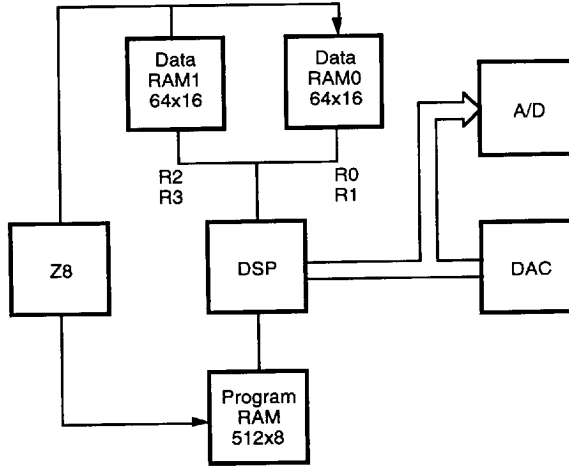 Data
RAM1
64x16
Data
RAM0
64x16
A/D
R2
R3
R0
R1
Z8
DSP
DAC
Program
RAM
512x8